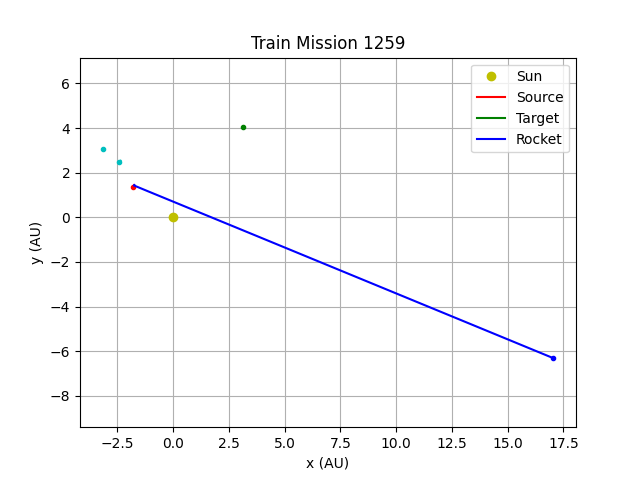 Train Mission 1259
Sun
Source
Target
Rocket
y (AU)
6
4
2
0
−2
−4
−6
−8
−2.5 0.0 2.5 5.0 7.5 10.0 12.5 15.0 17.5
x (AU)